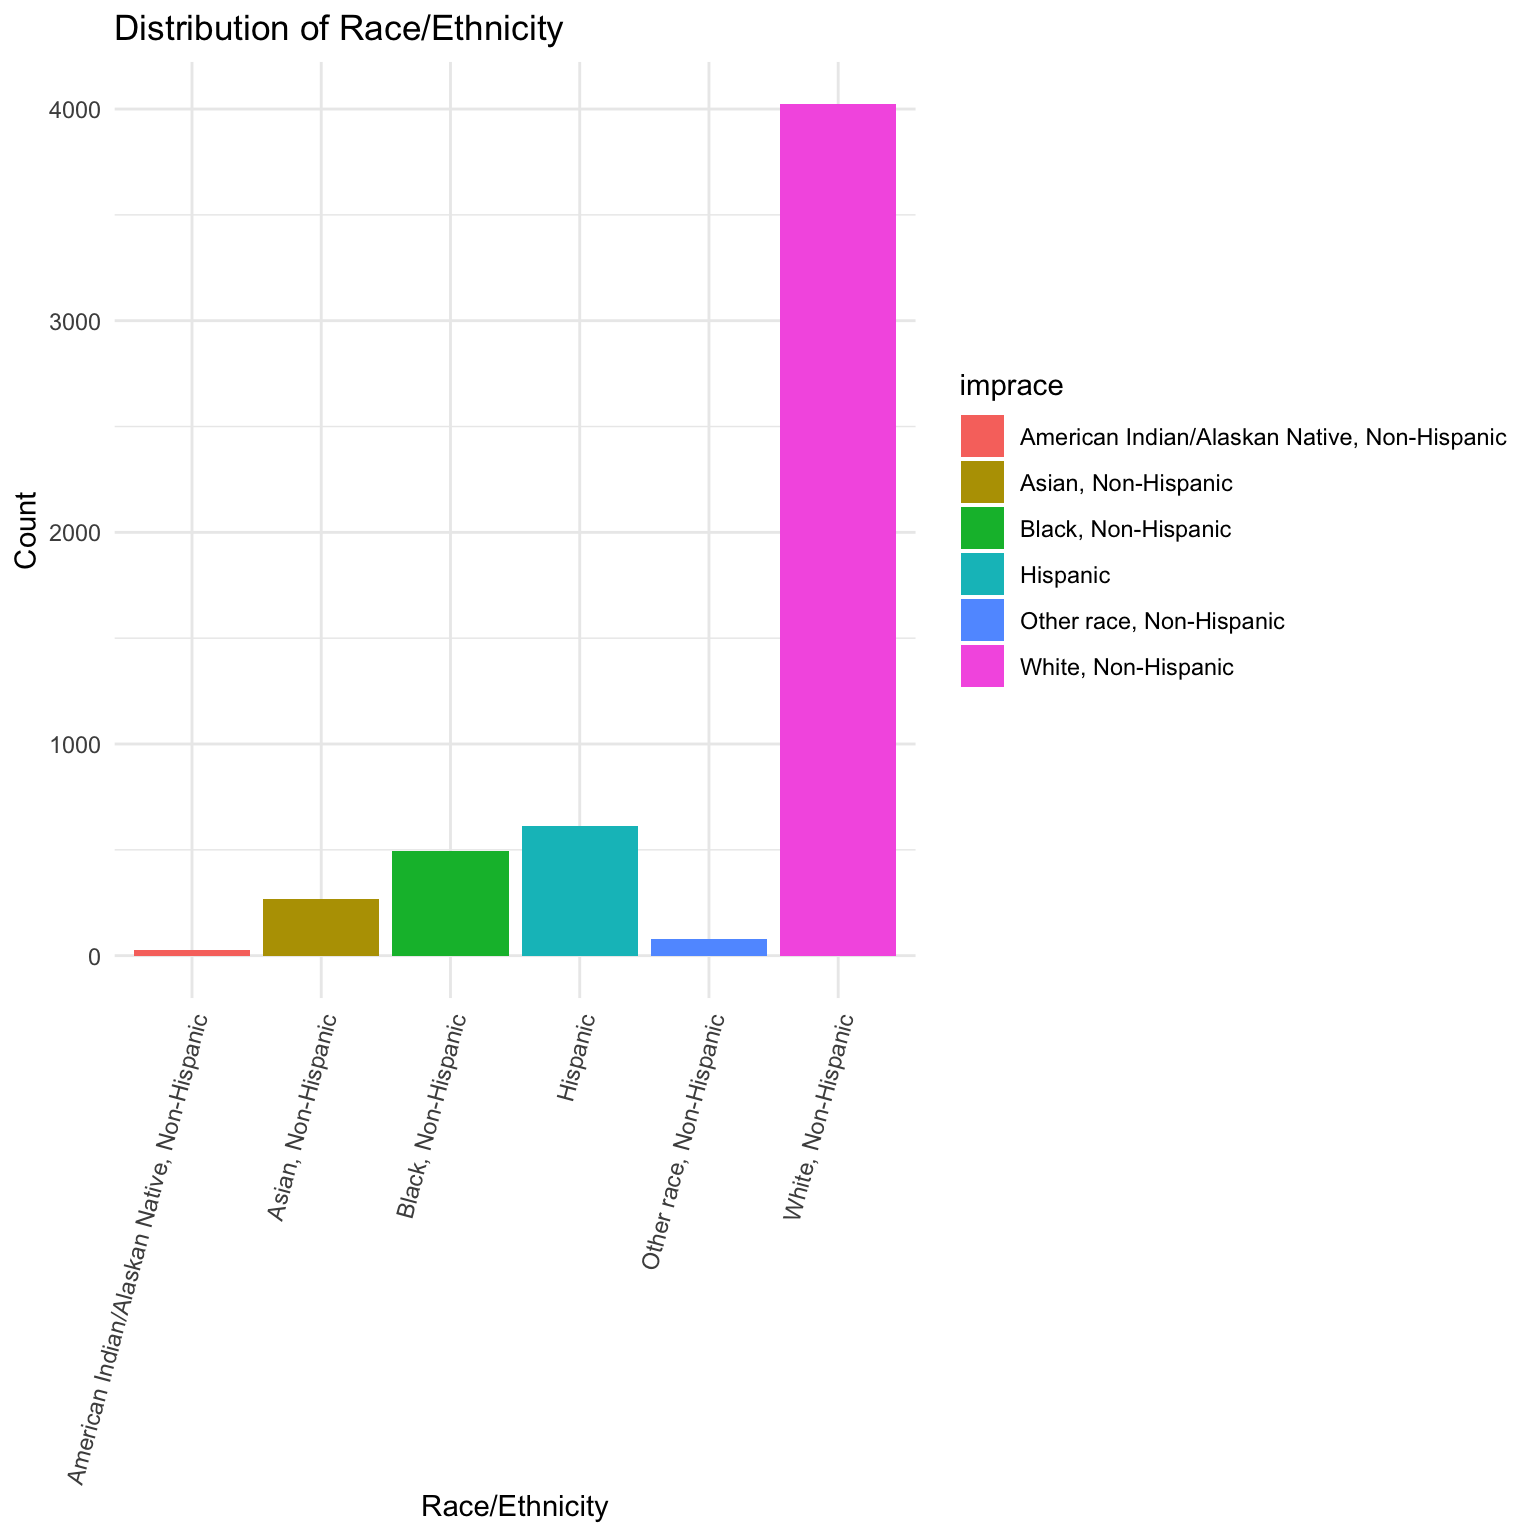 Distribution of Race/Ethnicity
Count
4000
3000
2000
1000
0
American Indian/Alaskan Native, Non-Hispanic
Asian, Non-Hispanic
Black, Non-Hispanic
Hispanic
Other race, Non-Hispanic
White, Non-Hispanic
Race/Ethnicity
imprace
American Indian/Alaskan Native, Non-Hispanic
Asian, Non-Hispanic
Black, Non-Hispanic
Hispanic
Other race, Non-Hispanic
White, Non-Hispanic